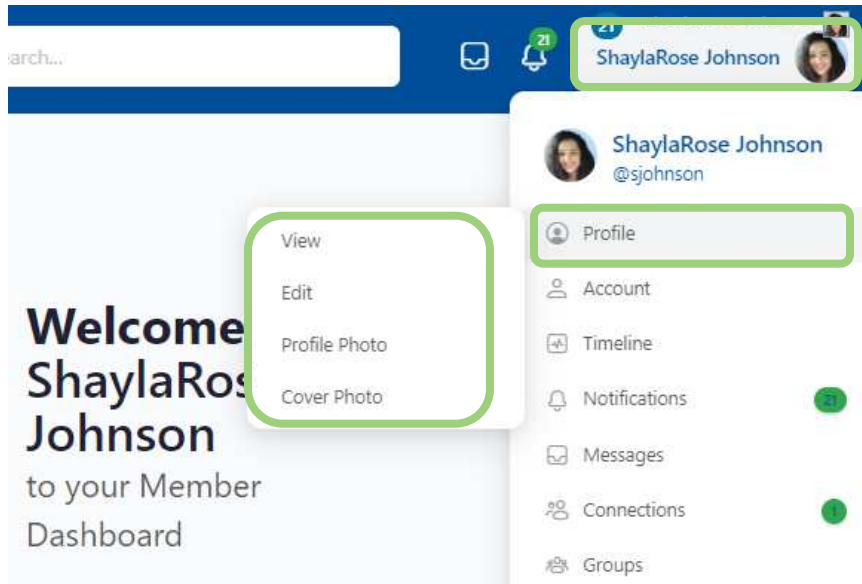 arch...
21
21
ShaylaRose Johnson
ShaylaRose Johnson
@sjohnson
View
Edit
Profile Photo
Cover Photo
Profile
Account
Timeline
Notifications 21
Messages
Connections 1
Groups
Welcome
ShaylaRos
Johnson
to your Member
Dashboard